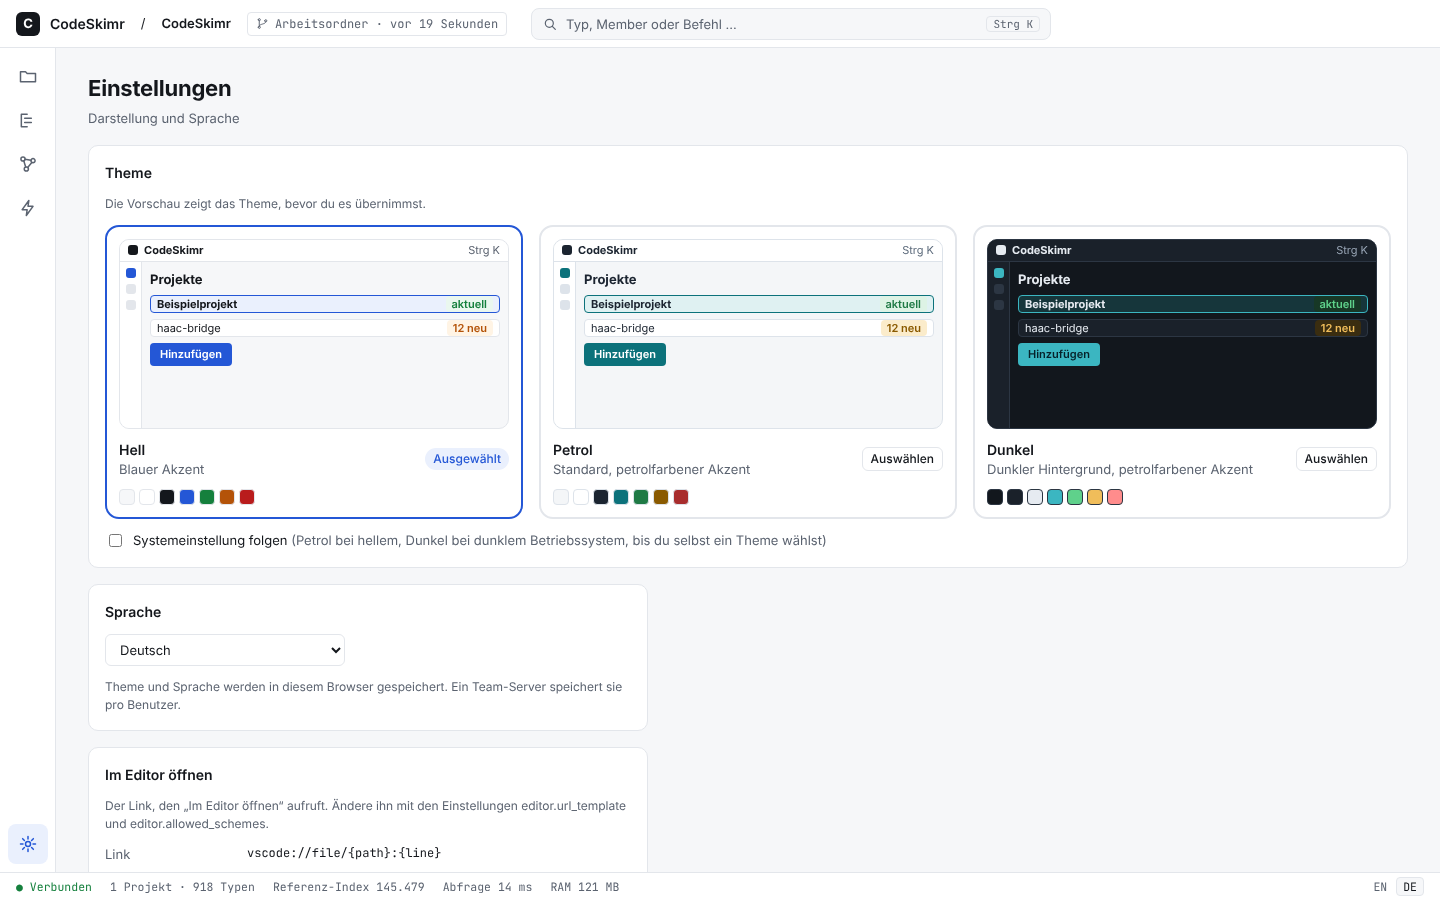 C CodeSkimr / CodeSkimr Arbeitsordner · vor 19 Sekunden Typ, Member oder Befehl ... Strg K
Einstellungen
Darstellung und Sprache
Theme
Die Vorschau zeigt das Theme, bevor du es übernimmst.
CodeSkimr Strg K
Projekte
Beispielprojekt aktuell
haac-bridge 12 neu
Hinzufügen
Hell
Blauer Akzent
Ausgewählt
CodeSkimr Strg K
Projekte
Beispielprojekt aktuell
haac-bridge 12 neu
Hinzufügen
Petrol
Standard, petrolfarbener Akzent
Auswählen
CodeSkimr Strg K
Projekte
Beispielprojekt aktuell
haac-bridge 12 neu
Hinzufügen
Dunkel
Dunkler Hintergrund, petrolfarbener Akzent
Auswählen
Systemeinstellung folgen (Petrol bei hellem, Dunkel bei dunklem Betriebssystem, bis du selbst ein Theme wählst)
Sprache
Deutsch
Theme und Sprache werden in diesem Browser gespeichert. Ein Team-Server speichert sie
pro Benutzer.
Im Editor öffnen
Der Link, den „Im Editor öffnen“ aufruft. Ändere ihn mit den Einstellungen editor.url_template
und editor.allowed_schemes.
Link vscode://file/{path}:{line}
Verbunden 1 Projekt · 918 Typen Referenz-Index 145.479 Abfrage 14 ms RAM 121 MB EN DE